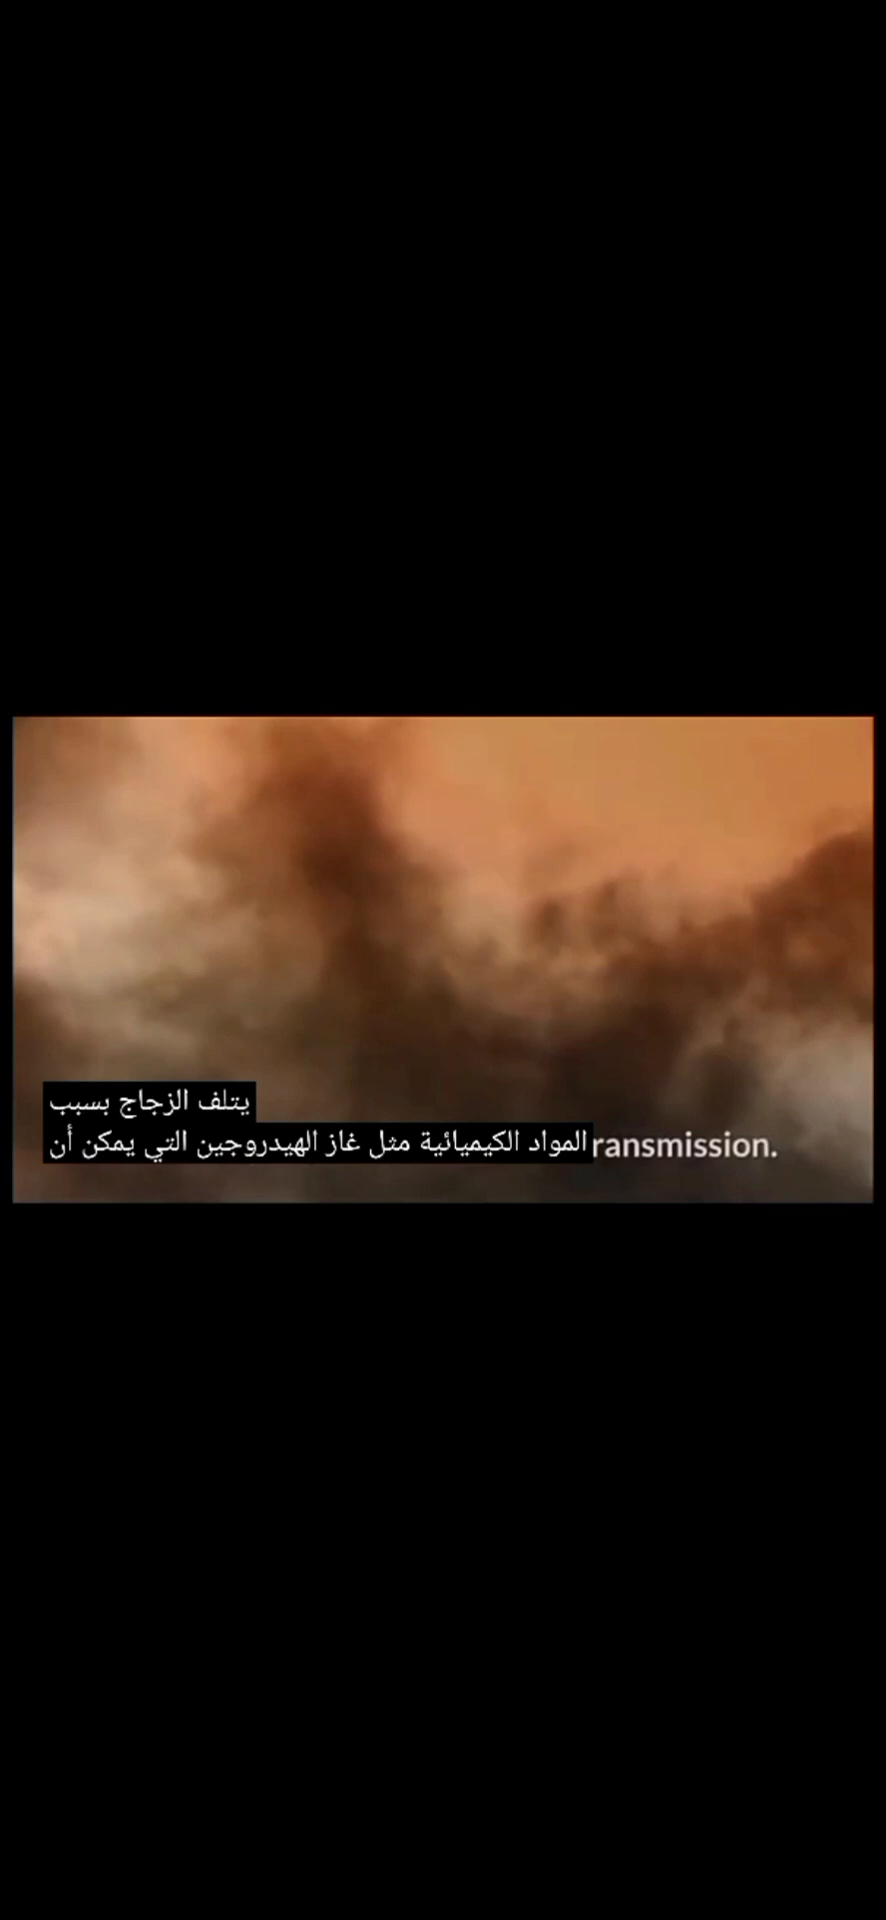 يتلف الزجاج بسبب
المواد الكيميائية مثل غاز الهيدروجين التي يمكن أن
ransmission.